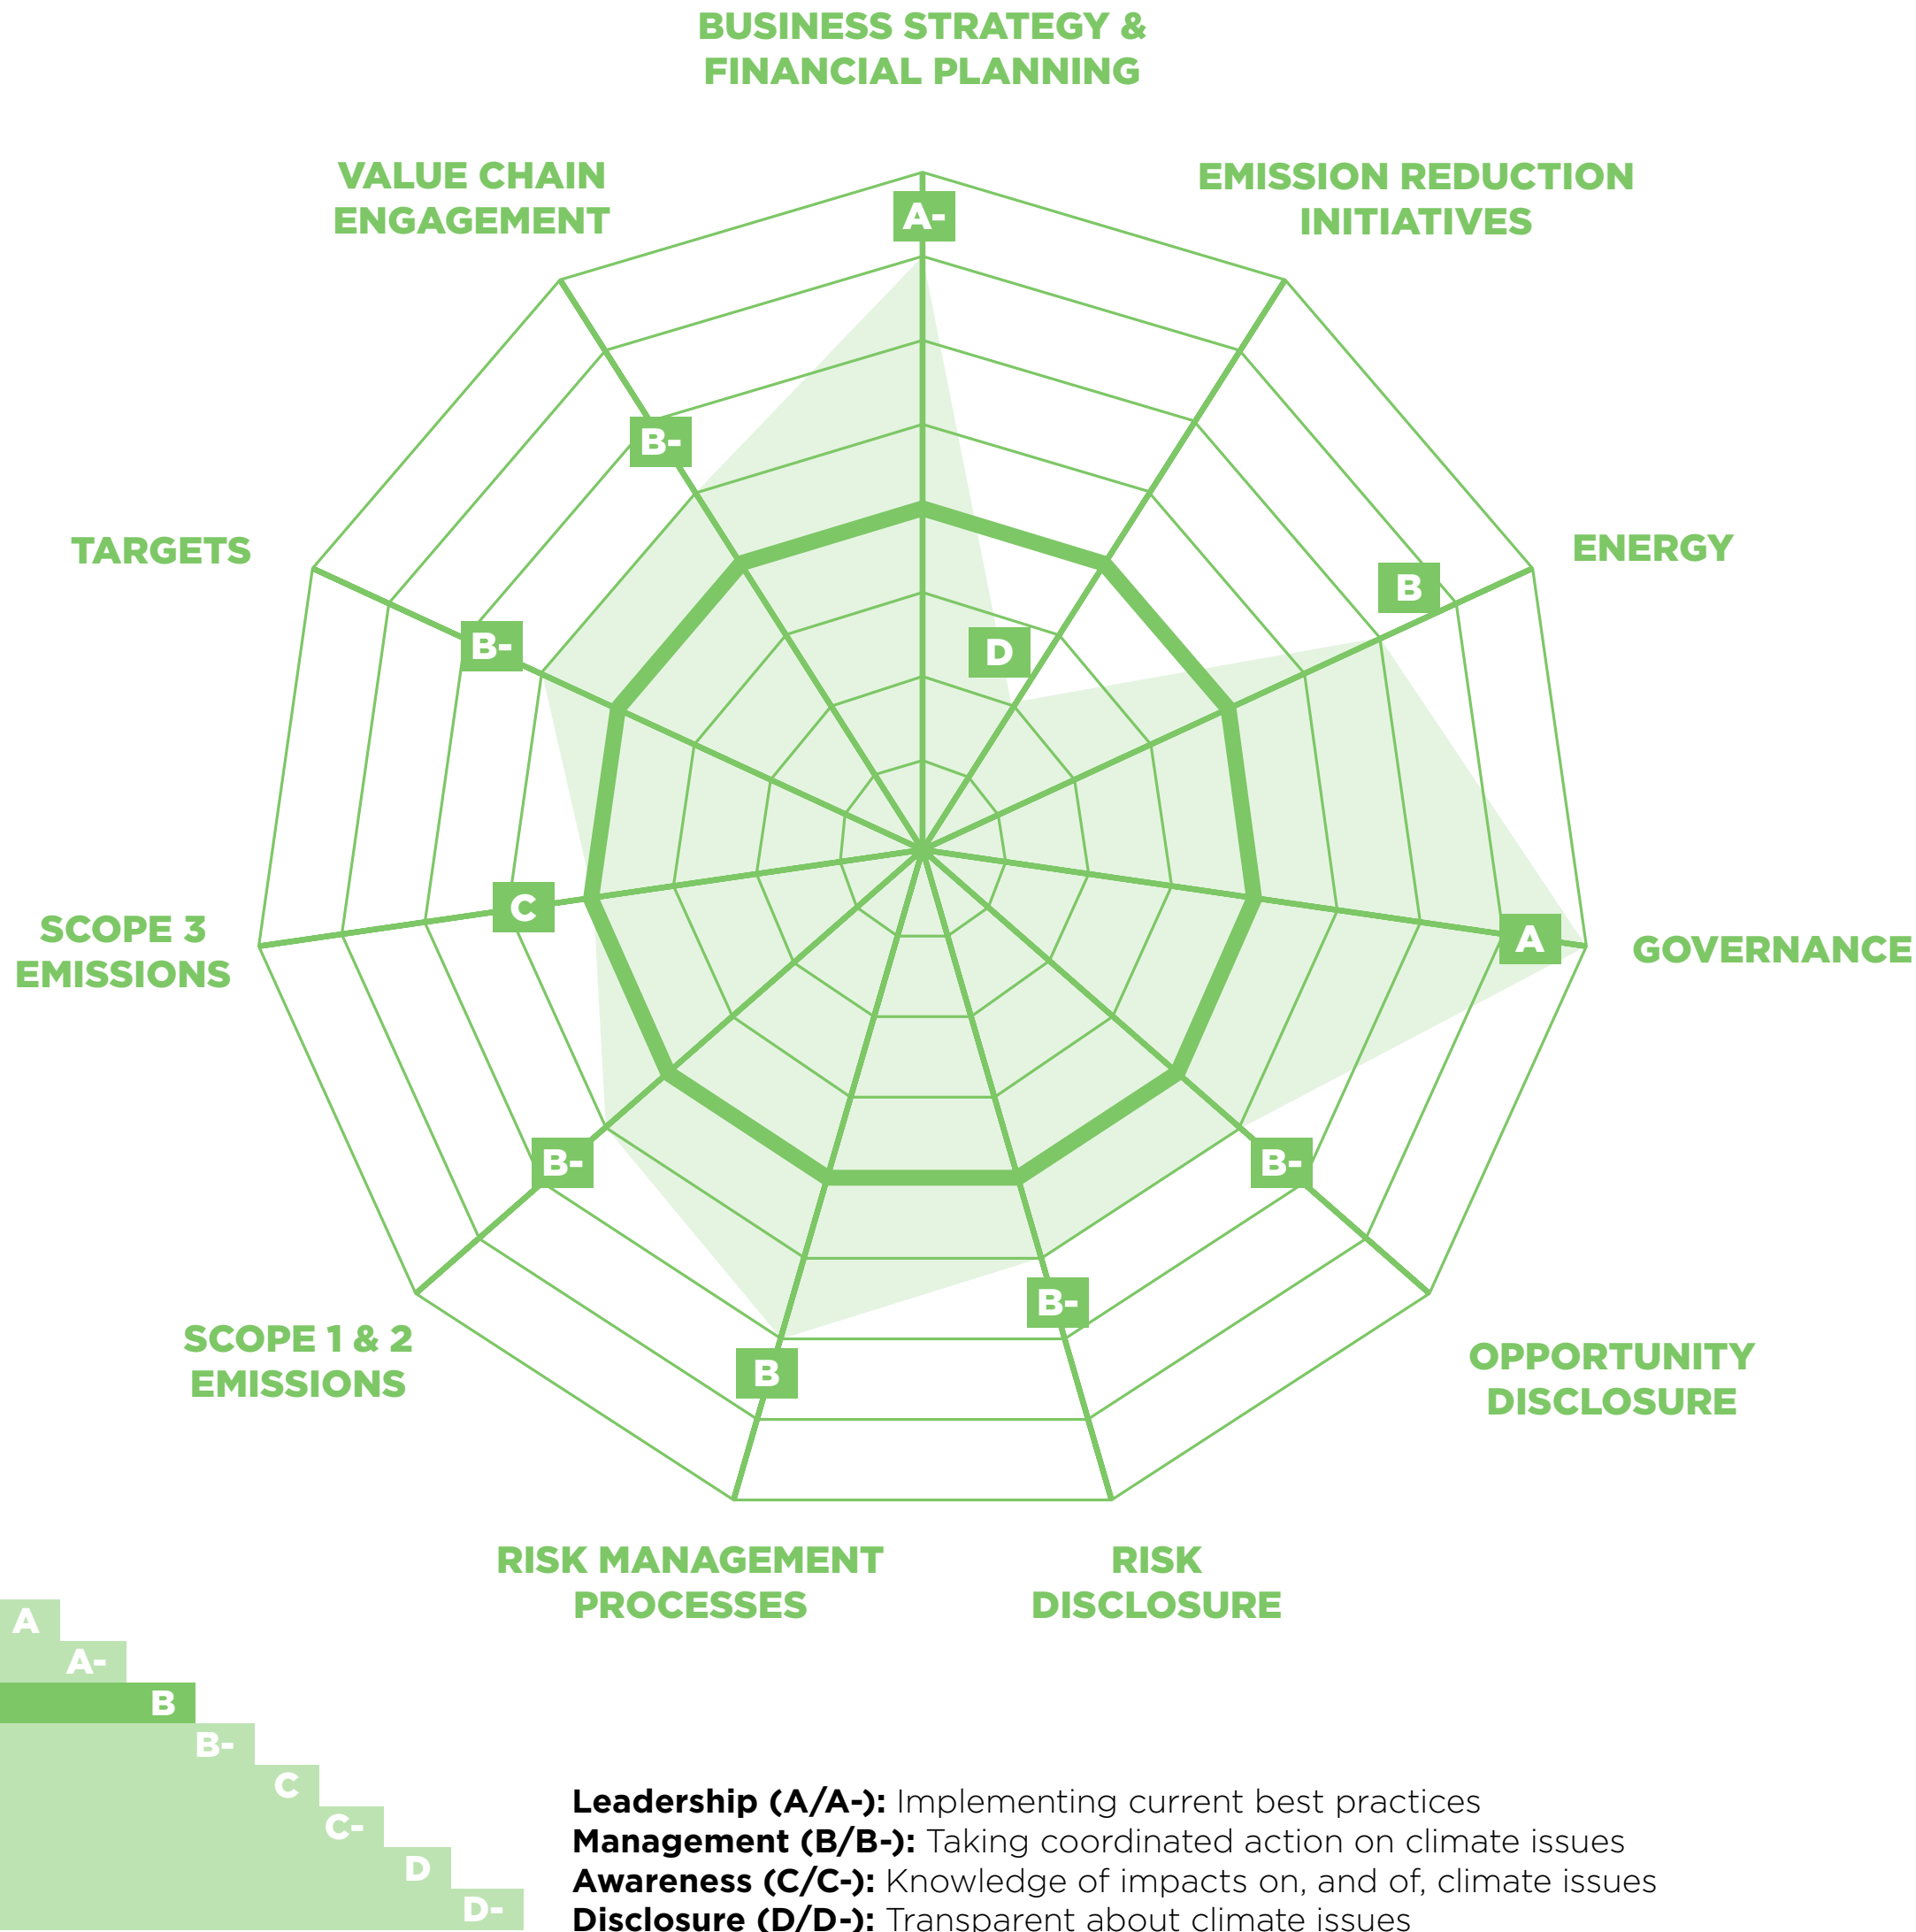 BUSINESS STRATEGY &
FINANCIAL PLANNING
VALUE CHAIN
ENGAGEMENT
EMISSION REDUCTION
INITIATIVES
A-
B-
TARGETS
ENERGY
B
B-
D
SCOPE 3
EMISSIONS
C
A
GOVERNANCE
B-
B-
SCOPE 1 & 2
EMISSIONS
B-
B
OPPORTUNITY
DISCLOSURE
RISK MANAGEMENT
PROCESSES
RISK
DISCLOSURE
A
A-
B
B-
C
C-
D
D-
Leadership (A/A-): Implementing current best practices
Management (B/B-): Taking coordinated action on climate issues
Awareness (C/C-): Knowledge of impacts on, and of, climate issues
Disclosure (D/D-): Transparent about climate issues